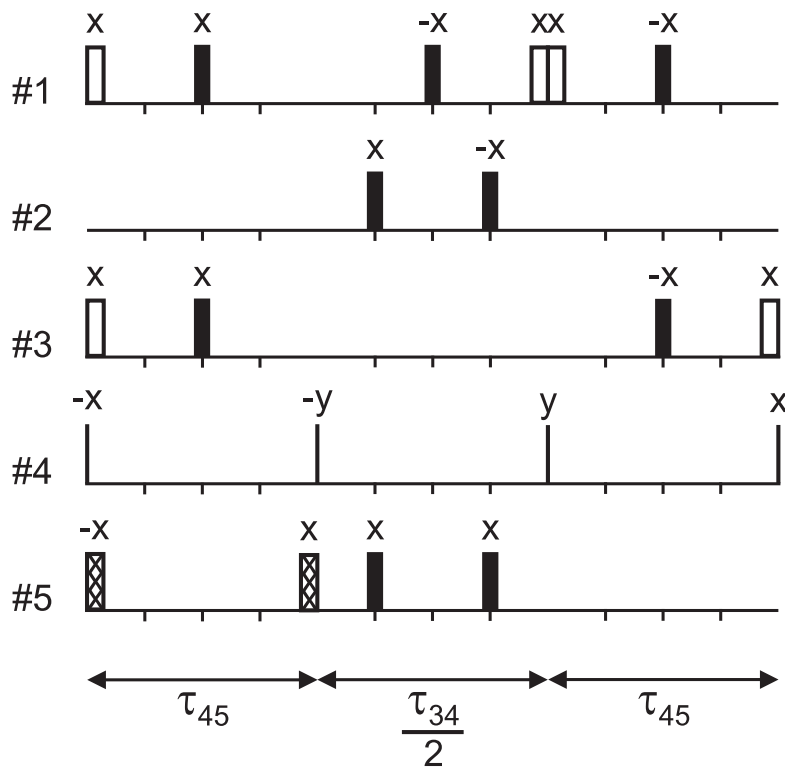 x x -x xx -x
#1
x -x
#2
x x -x x
#3
-x -y y x
#4
-x x x x
#5
τ45 τ34/2 τ45